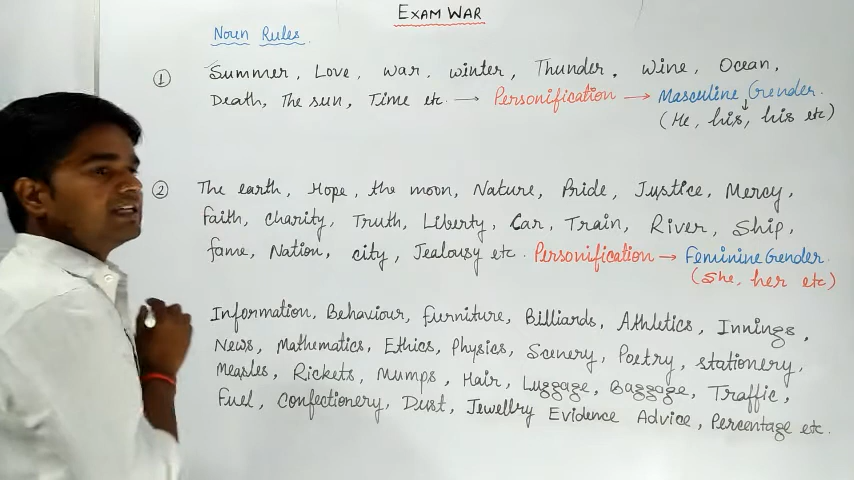 EXAM WAR
Noun Rules.
① Summer, Love, war, winter, Thunder, Wine, Ocean,
Death, The sun, Time etc. → Personification → Masculine Gender.
(He, his, his etc)
② The earth, Hope, the moon, Nature, Pride, Justice, Mercy,
faith, charity, Truth, Liberty, Car, Train, River, Ship,
fame, Nation, city, Jealousy etc. Personification → Feminine Gender.
(She, her etc)
Information, Behaviour, furniture, Billiards, Athletics, Innings,
News, Mathematics, Ethics, Physics, Scenery, Poetry, stationery,
Measles, Rickets, Mumps, Hair, Luggage, Baggage, Traffic,
Fuel, Confectionery, Dust, Jewellry Evidence Advice, Percentage etc.